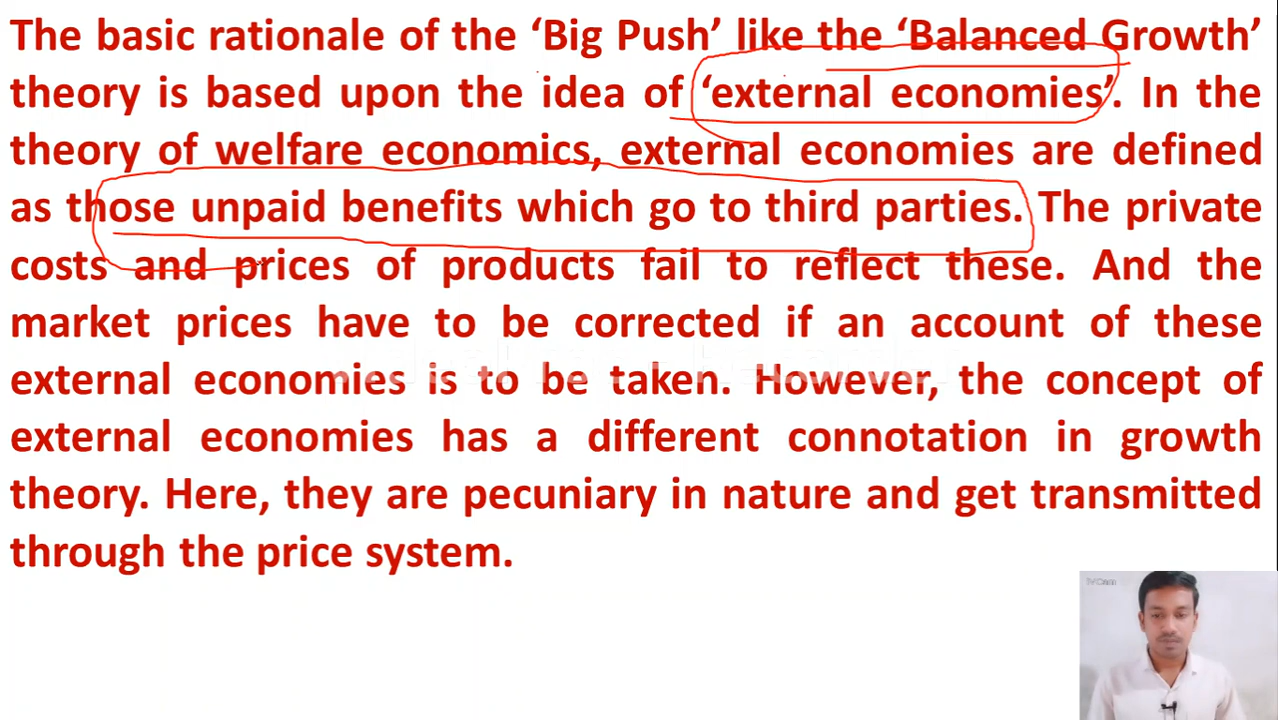 The basic rationale of the ‘Big Push’ like the ‘Balanced Growth’
theory is based upon the idea of ‘external economies’. In the
theory of welfare economics, external economies are defined
as those unpaid benefits which go to third parties. The private
costs and prices of products fail to reflect these. And the
market prices have to be corrected if an account of these
external economies is to be taken. However, the concept of
external economies has a different connotation in growth
theory. Here, they are pecuniary in nature and get transmitted
through the price system.